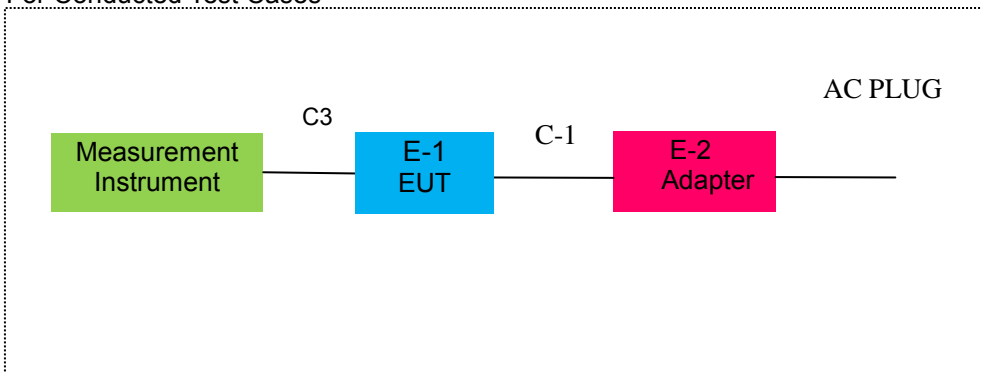 For Conducted Test Cases
AC PLUG
C3
C-1
Measurement
Instrument
E-1
EUT
E-2
Adapter